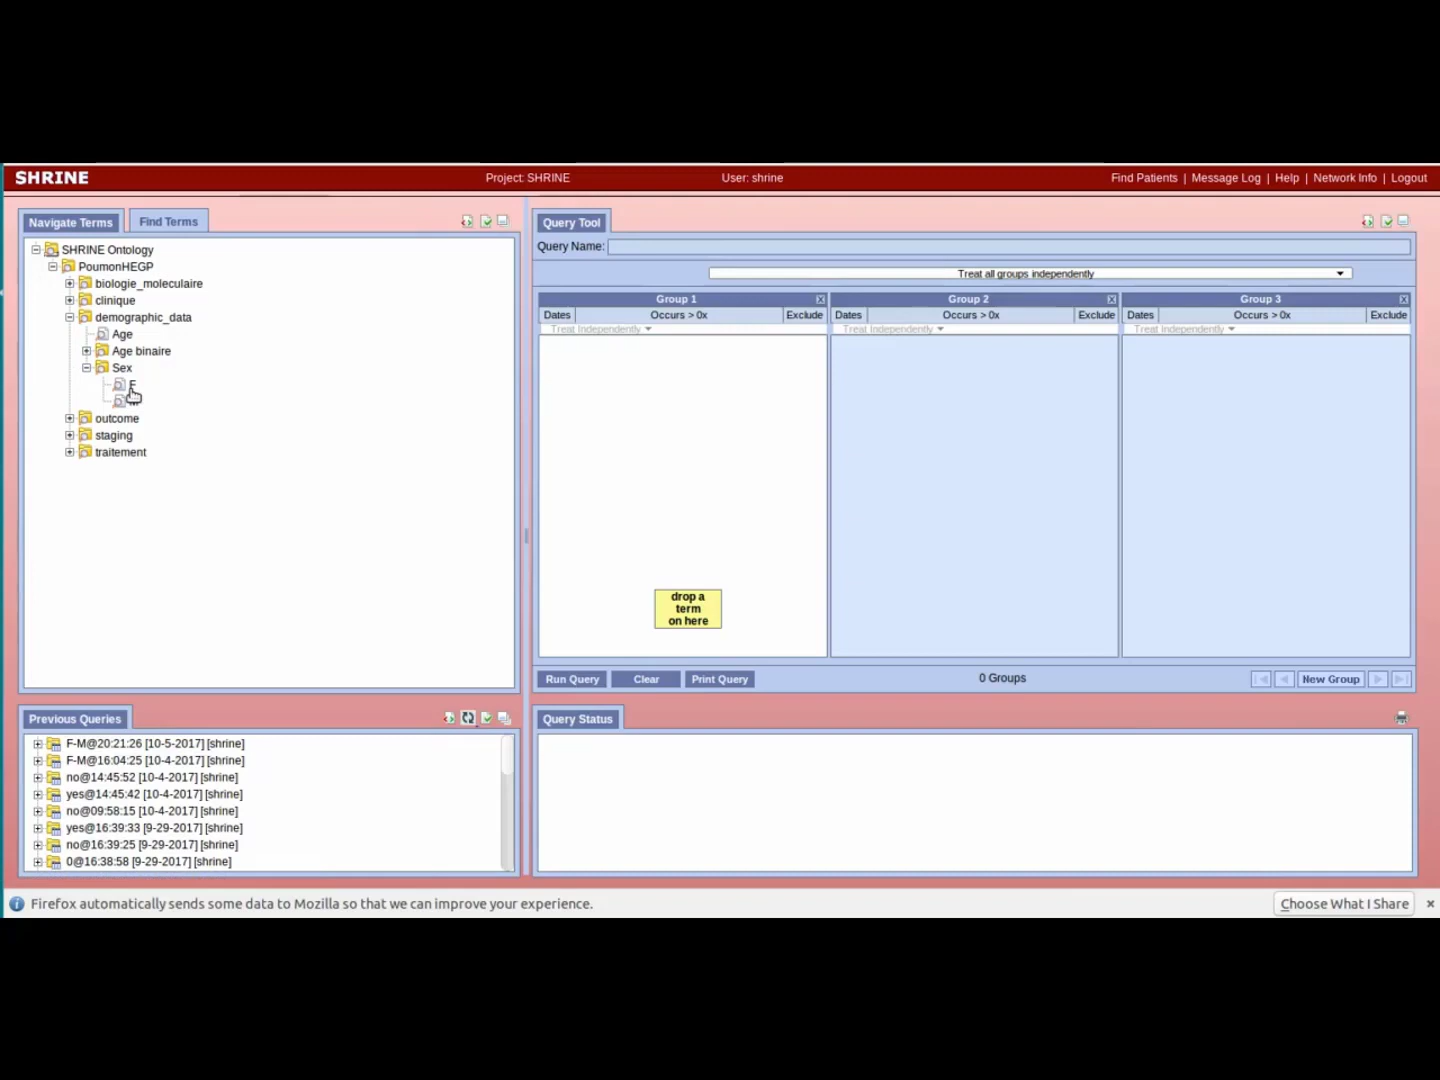 SHRINE
Project: SHRINE
User: shrine
Find Patients | Message Log | Help | Network Info | Logout
Navigate Terms
Find Terms
SHRINE Ontology
PoumonHEGP
biologie_moleculaire
clinique
demographic_data
Age
Age binaire
Sex
F
outcome
staging
traitement
Previous Queries
F-M@20:21:26 [10-5-2017] [shrine]
F-M@16:04:25 [10-4-2017] [shrine]
no@14:45:52 [10-4-2017] [shrine]
yes@14:45:42 [10-4-2017] [shrine]
no@09:58:15 [10-4-2017] [shrine]
yes@16:39:33 [9-29-2017] [shrine]
no@16:39:25 [9-29-2017] [shrine]
0@16:38:58 [9-29-2017] [shrine]
Query Tool
Query Name:
Treat all groups independently
Group 1
Group 2
Group 3
Dates Occurs > 0x Exclude
Dates Occurs > 0x Exclude
Dates Occurs > 0x Exclude
Treat Independently
Treat Independently
Treat Independently
drop a
term
on here
Run Query
Clear
Print Query
0 Groups
New Group
Query Status
Firefox automatically sends some data to Mozilla so that we can improve your experience.
Choose What I Share